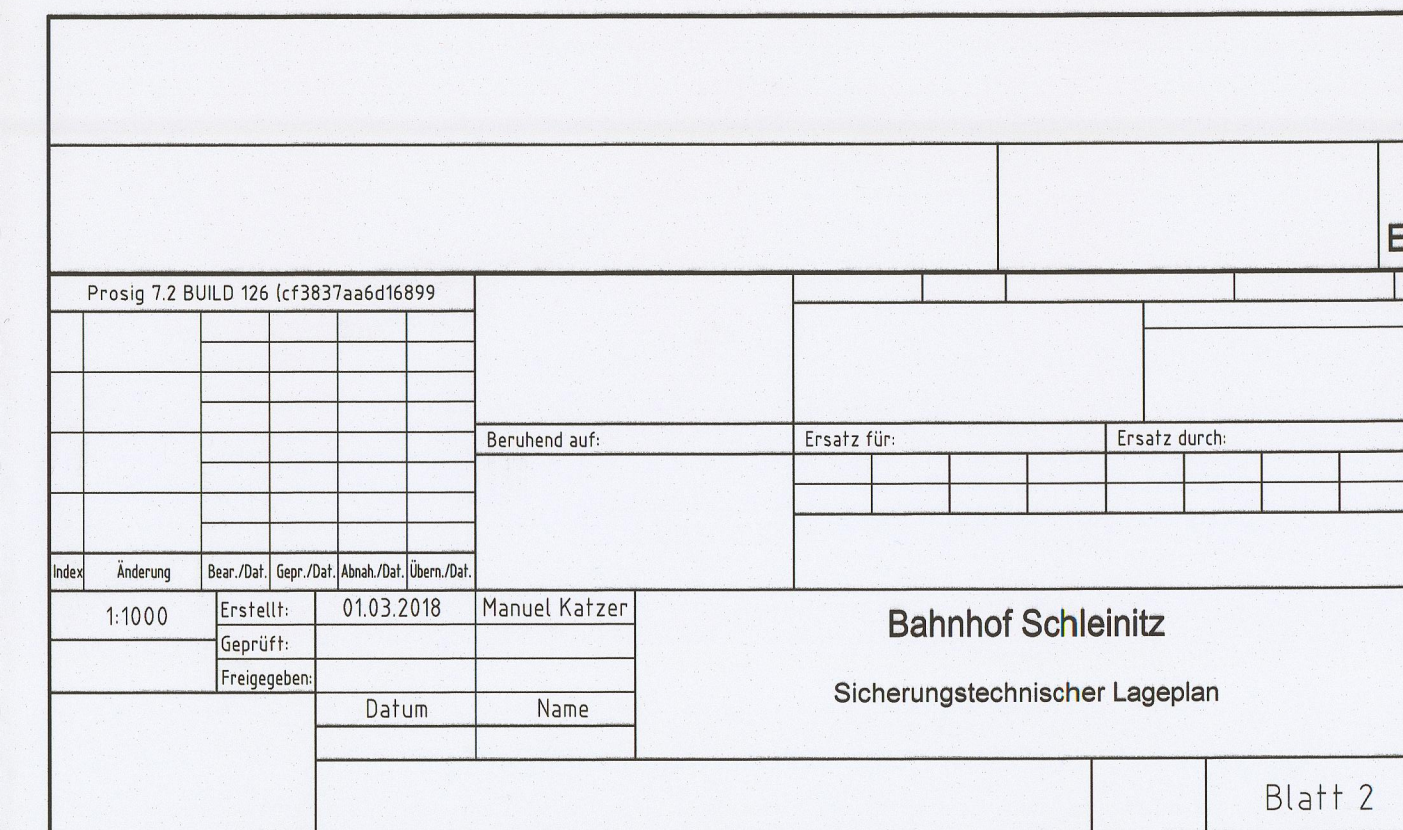 E
Prosig 7.2 BUILD 126 (cf3837aa6d16899
Beruhend auf:
Ersatz für:
Ersatz durch:
Index
Änderung
Bear./Dat.
Gepr./Dat.
Abnah./Dat.
Übern./Dat.
1:1000
Erstellt:
01.03.2018
Manuel Katzer
Geprüft:
Freigegeben:
Datum
Name
Bahnhof Schleinitz
Sicherungstechnischer Lageplan
Blatt 2